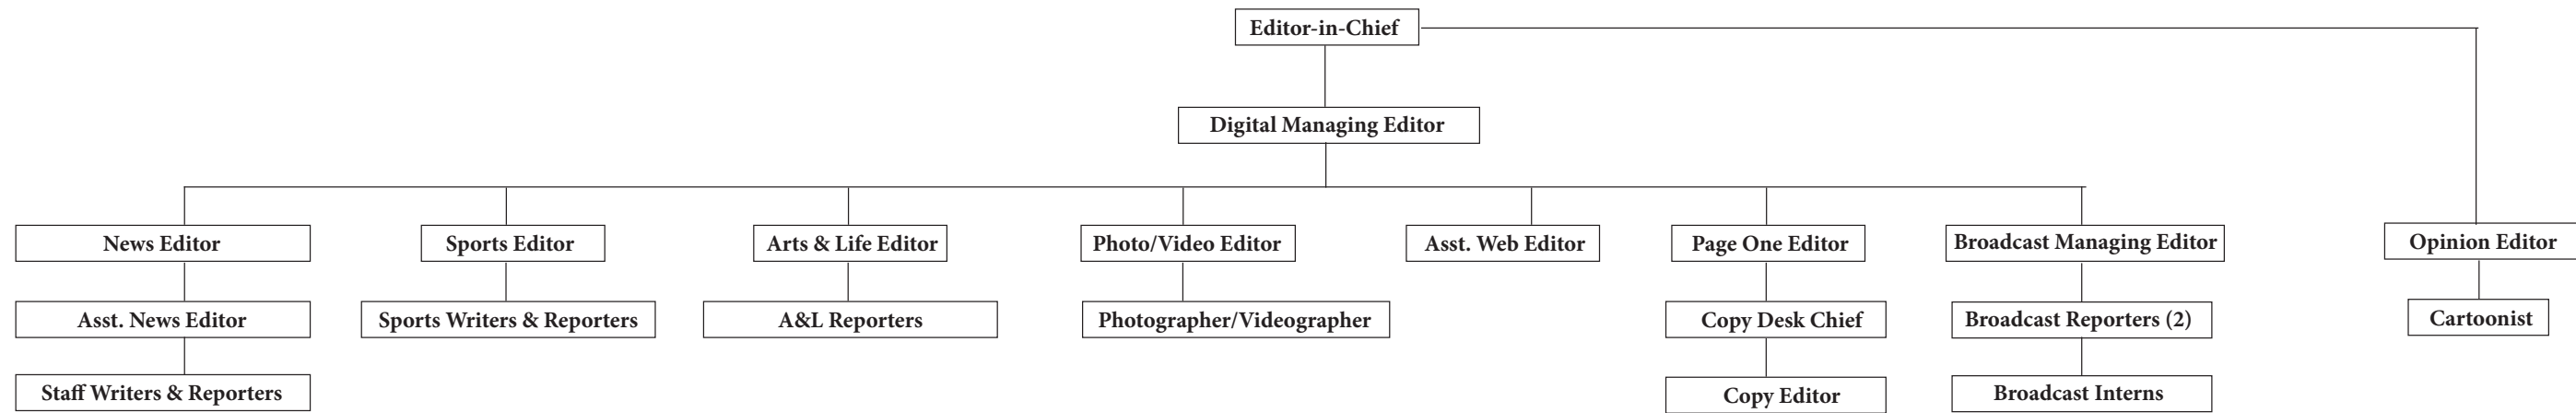 Editor-in-Chief
Digital Managing Editor
News Editor
Sports Editor
Arts & Life Editor
Photo/Video Editor
Asst. Web Editor
Page One Editor
Broadcast Managing Editor
Opinion Editor
Asst. News Editor
Sports Writers & Reporters
A&L Reporters
Photographer/Videographer
Copy Desk Chief
Broadcast Reporters (2)
Cartoonist
Staff Writers & Reporters
Copy Editor
Broadcast Interns